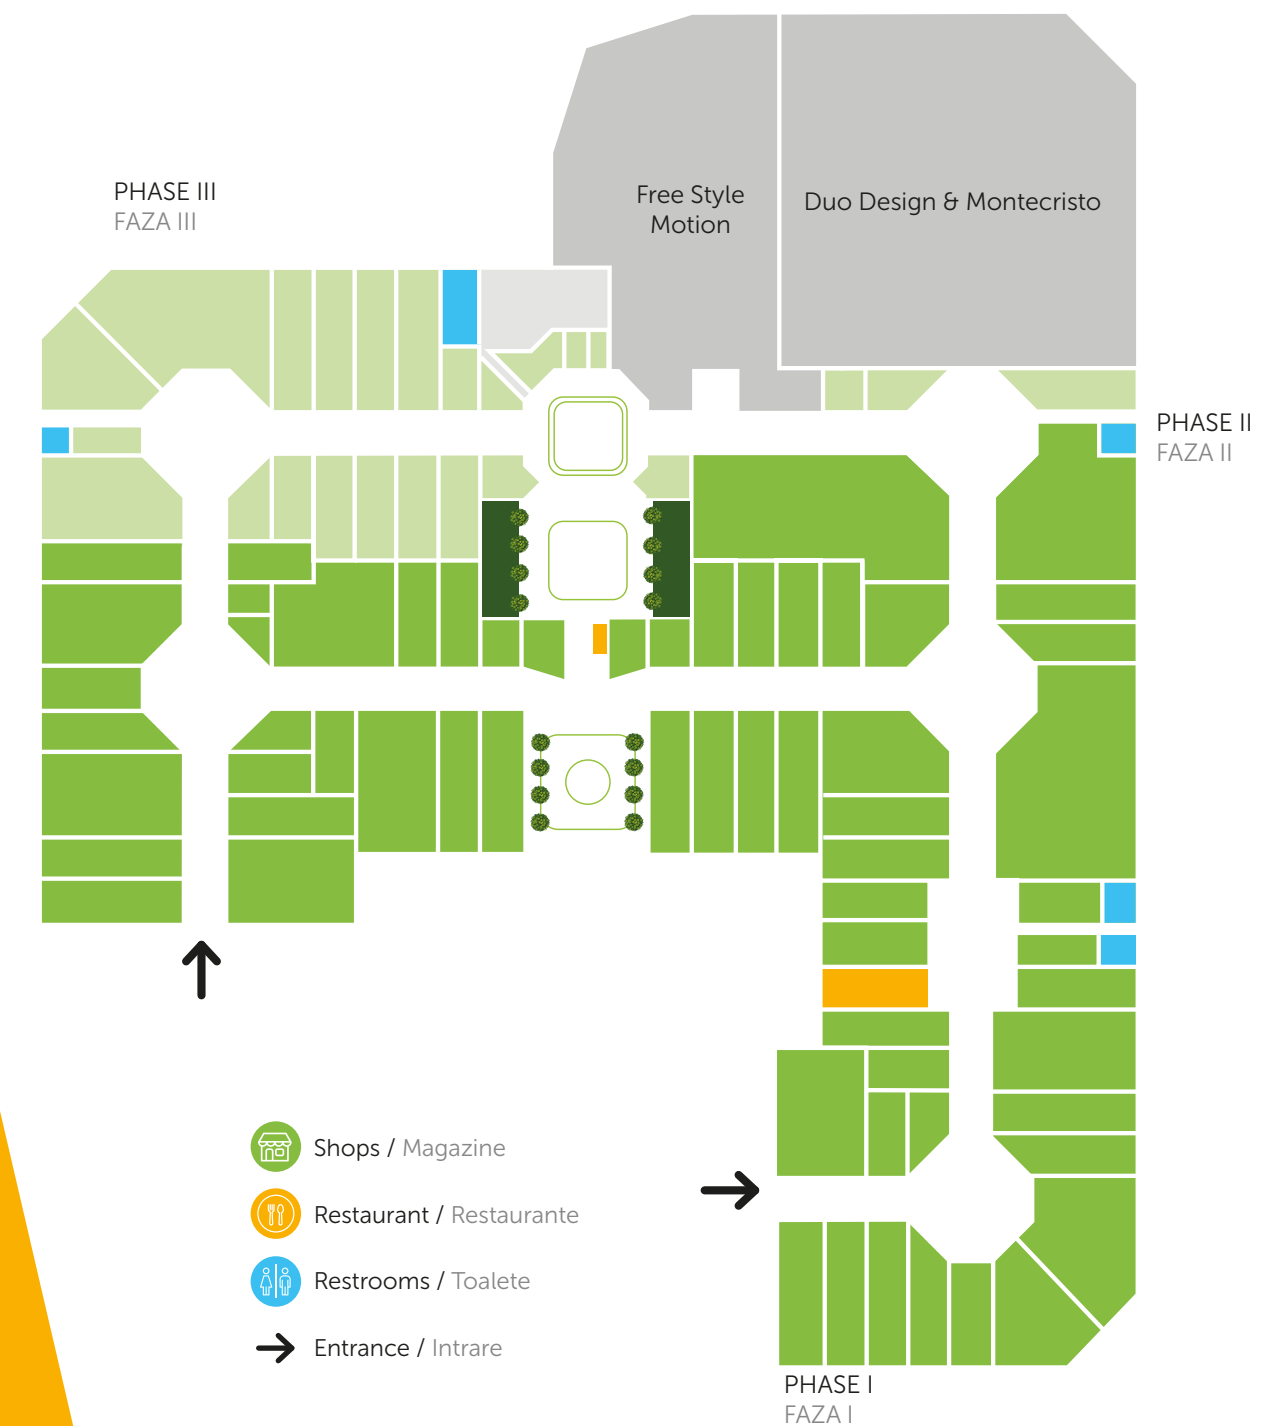 Free Style
Motion
Duo Design & Montecristo
PHASE III
FAZA III
PHASE II
FAZA II
Shops / Magazine
Restaurant / Restaurante
Restrooms / Toalete
Entrance / Intrare
PHASE I
FAZA I